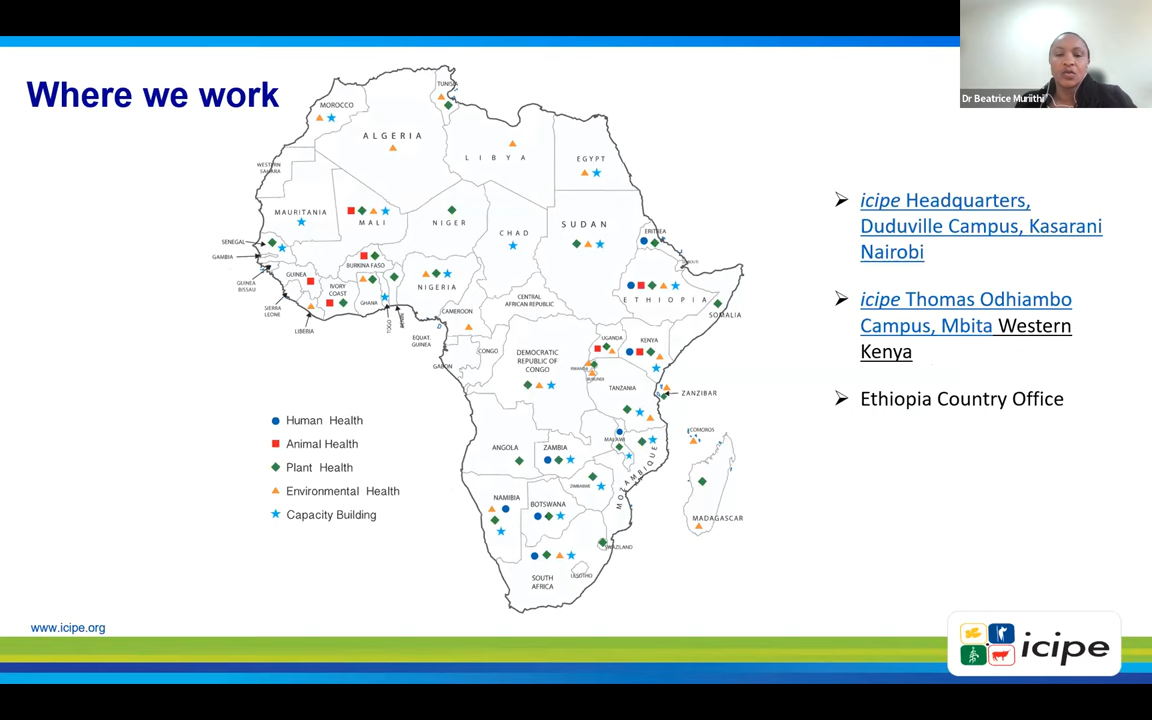 Dr Beatrice Muriithi
Where we work
TUNISIA
MOROCCO
ALGERIA
LIBYA
EGYPT
WESTERN
SAHARA
MAURITANIA
MALI
NIGER
CHAD
SUDAN
ERITREA
SENEGAL
GAMBIA
GUINEA
BISSAU
GUINEA
SIERRA
LEONE
LIBERIA
BURKINA FASO
IVORY
COAST
GHANA
TOGO
NIGERIA
CAMEROON
CENTRAL
AFRICAN REPUBLIC
ETHIOPIA
SOMALIA
EQUAT.
GUINEA
GABON
CONGO
DEMOCRATIC
REPUBLIC OF
CONGO
UGANDA
KENYA
RWANDA
BURUNDI
TANZANIA
ZANZIBAR
COMOROS
ANGOLA
ZAMBIA
MALAWI
MOZAMBIQUE
ZIMBABWE
NAMIBIA
BOTSWANA
MADAGASCAR
SWAZILAND
LESOTHO
SOUTH
AFRICA
Human Health
Animal Health
Plant Health
Environmental Health
Capacity Building
icipe Headquarters,
Duduville Campus, Kasarani
Nairobi
icipe Thomas Odhiambo
Campus, Mbita Western
Kenya
Ethiopia Country Office
www.icipe.org
icipe